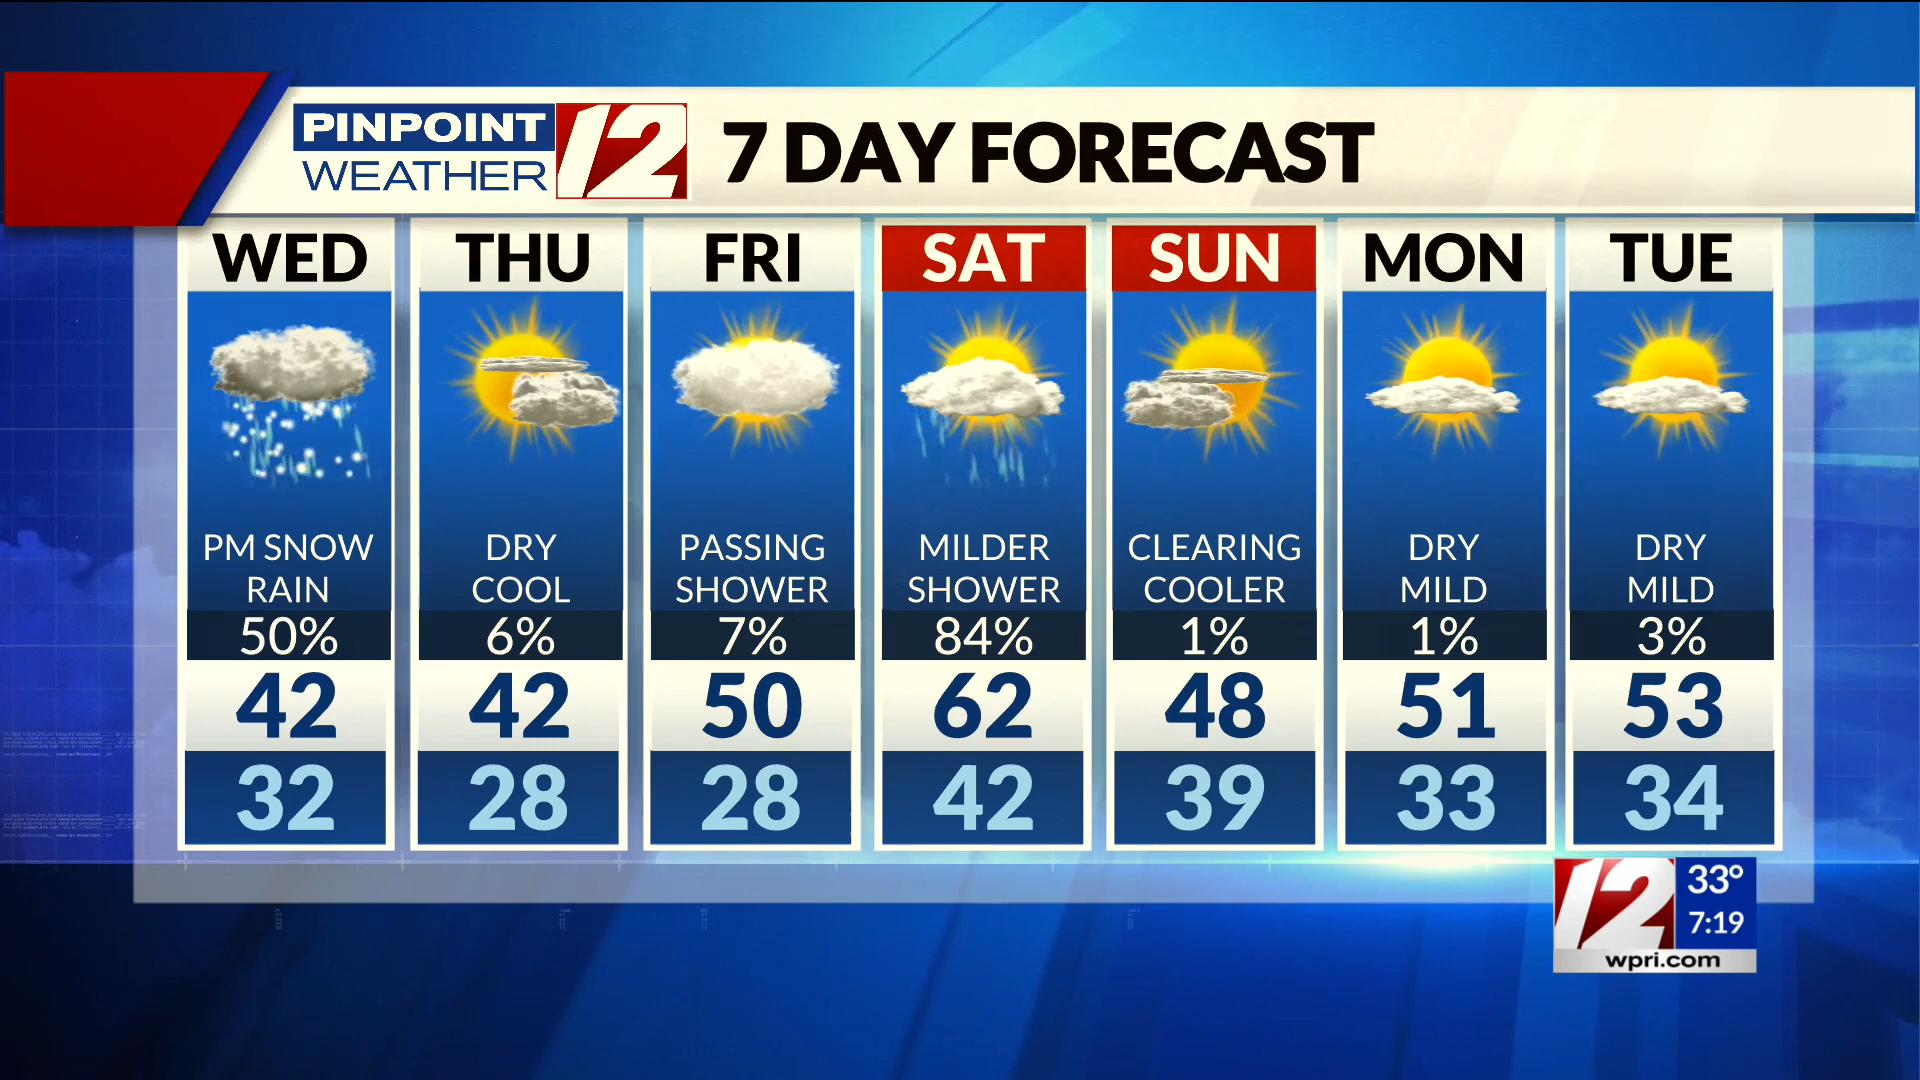 PINPOINT
WEATHER 12
7 DAY FORECAST
WED THU FRI SAT SUN MON TUE
PM SNOW DRY PASSING MILDER CLEARING DRY DRY
RAIN COOL SHOWER SHOWER COOLER MILD MILD
50% 6% 7% 84% 1% 1% 3%
42 42 50 62 48 51 53
32 28 28 42 39 33 34
12 33°
7:19
wpri.com